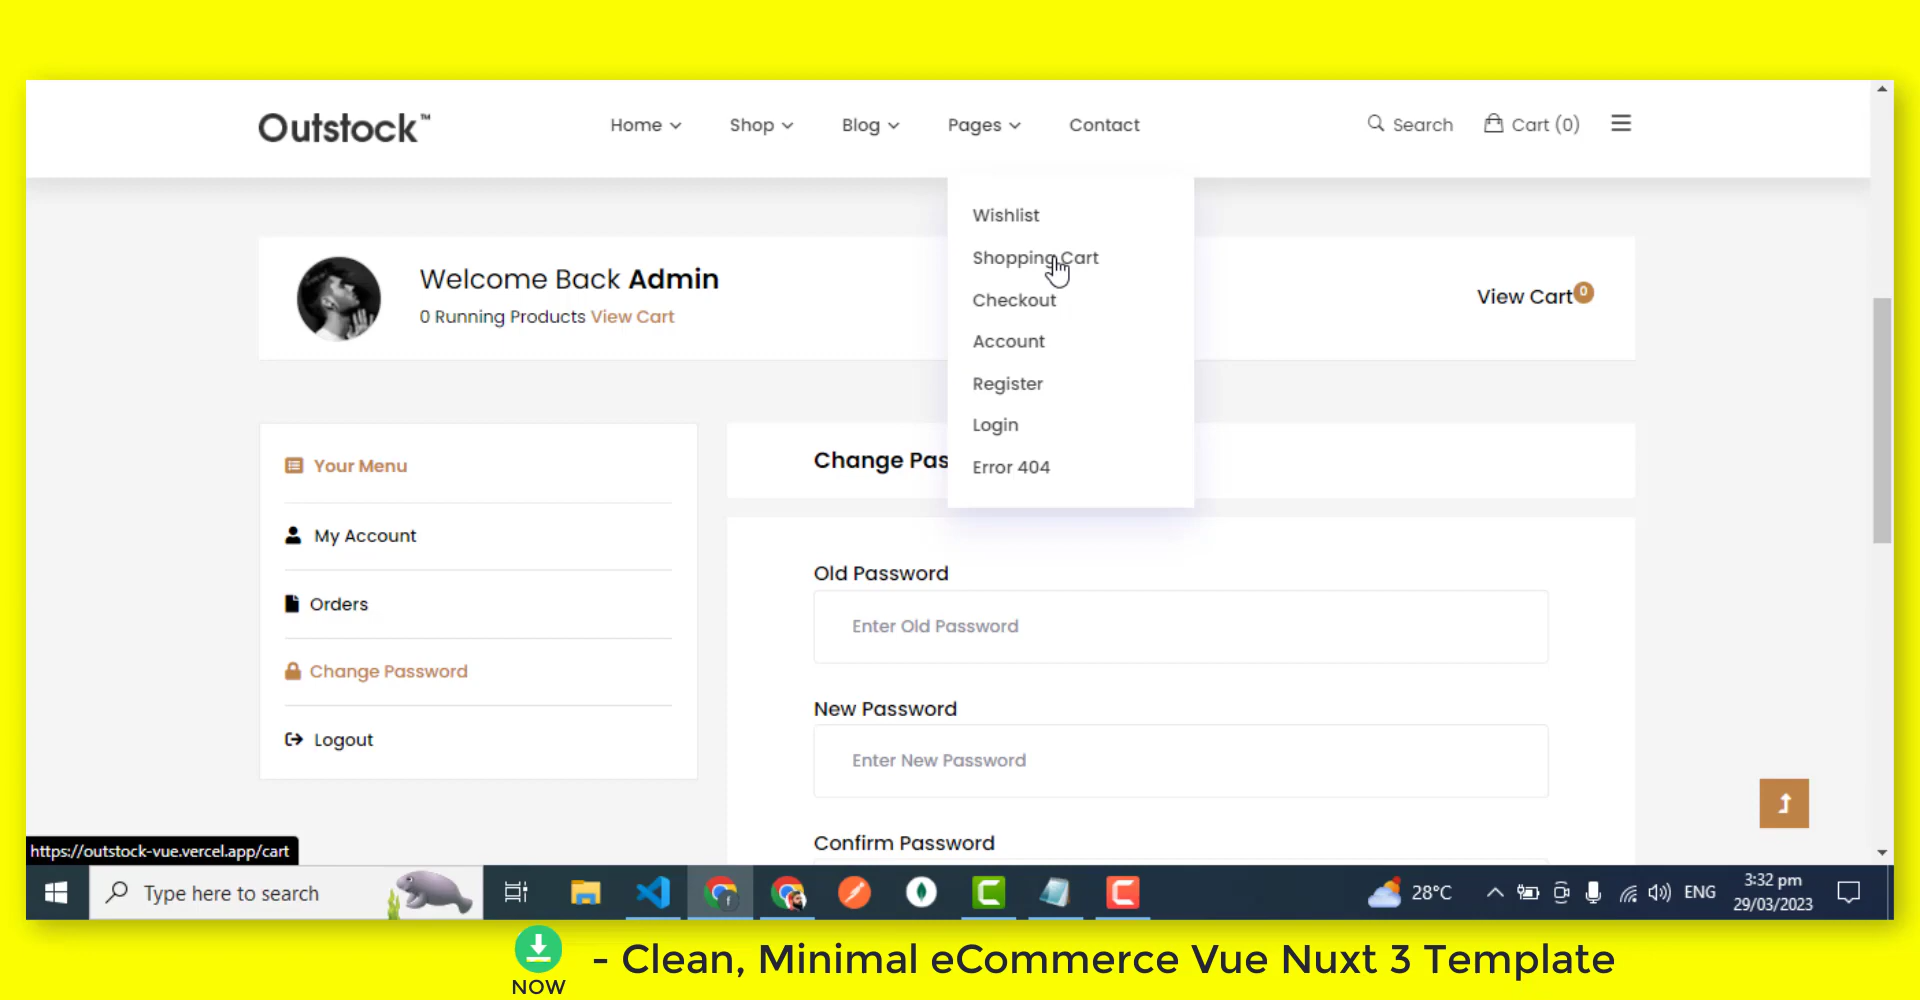 Outstock™
Home
Shop
Blog
Pages
Contact
Search
Cart (0)
Wishlist
Shopping Cart
Checkout
Account
Register
Login
Error 404
Welcome Back Admin
0 Running Products View Cart
View Cart 0
Your Menu
My Account
Orders
Change Password
Logout
Change Pas
Old Password
Enter Old Password
New Password
Enter New Password
Confirm Password
https://outstock-vue.vercel.app/cart
Type here to search
28°C
ENG
3:32 pm
29/03/2023
NOW
- Clean, Minimal eCommerce Vue Nuxt 3 Template